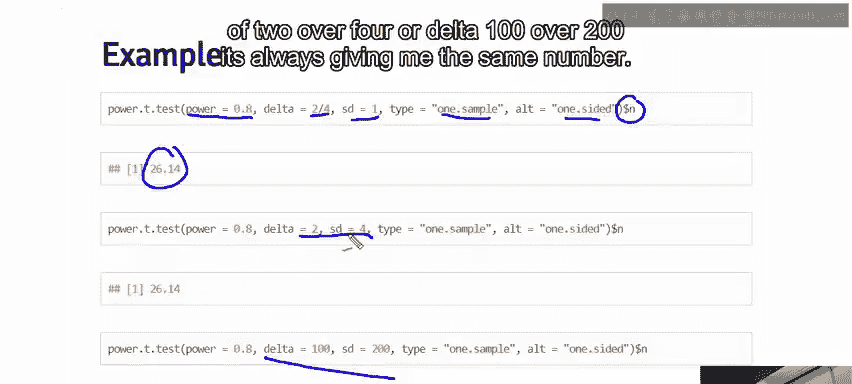 of two over four or delta 100 over 200
its always giving me the same number.
Example
power.t.test(power = 0.8, delta = 2/4, sd = 1, type = "one.sample", alt = "one.sided")$n
## [1] 26.14
power.t.test(power = 0.8, delta = 2, sd = 4, type = "one.sample", alt = "one.sided")$n
## [1] 26.14
power.t.test(power = 0.8, delta = 100, sd = 200, type = "one.sample", alt = "one.sided")$n